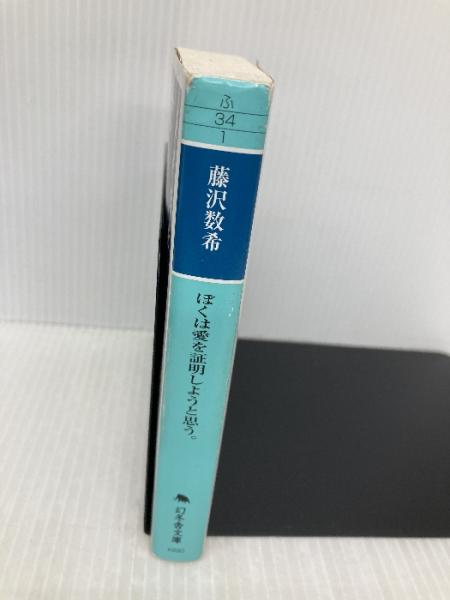 ふ
34
1
藤沢数希
ぼくは愛を証明しようと思う。
幻冬舎文庫